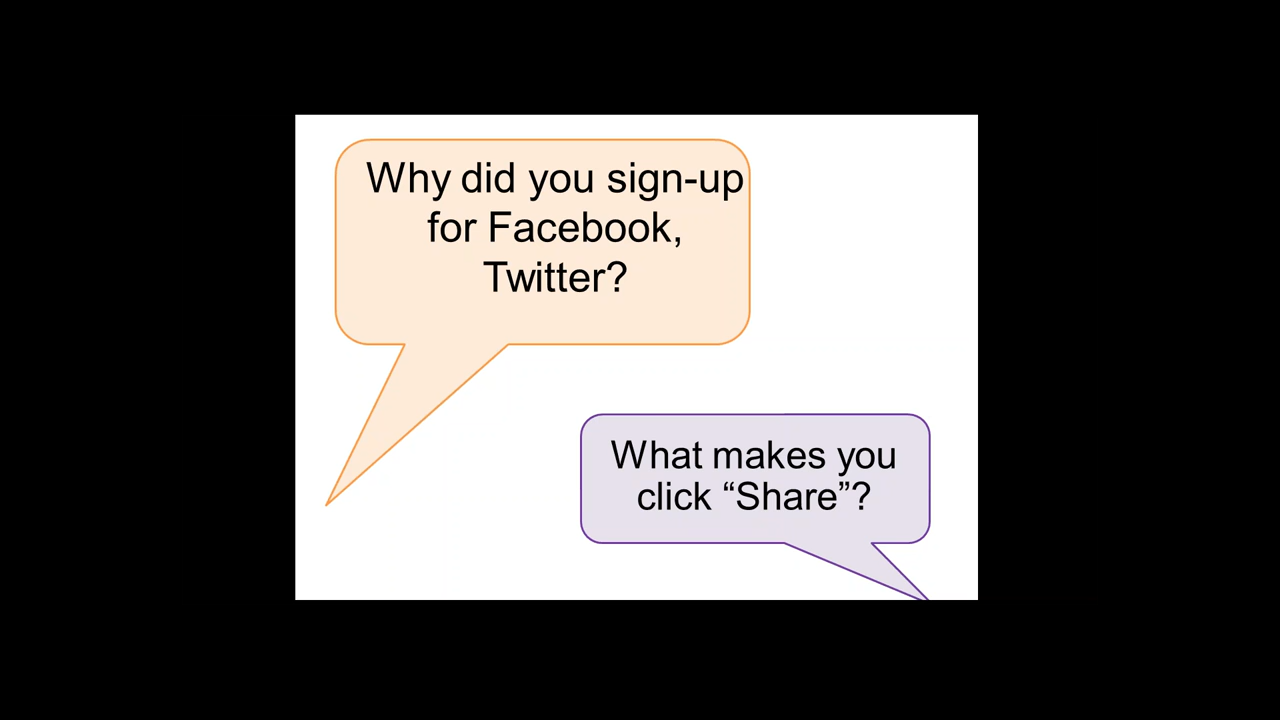 Why did you sign-up
for Facebook,
Twitter?
What makes you
click “Share”?